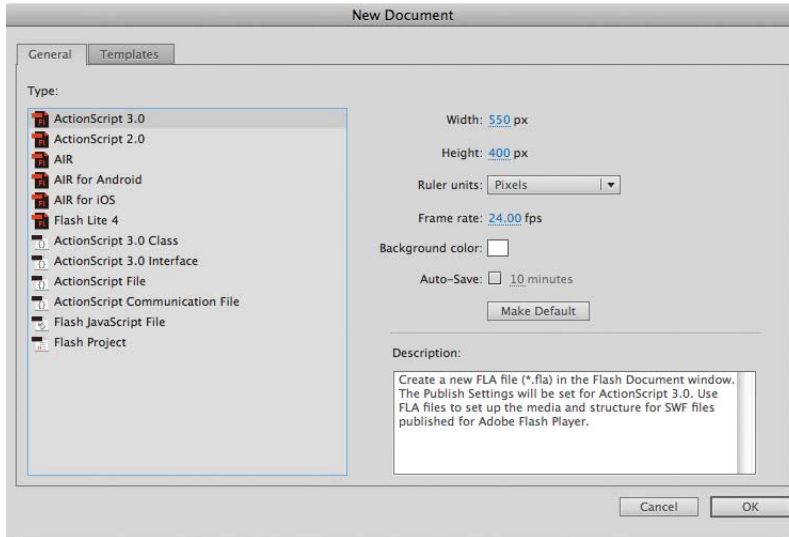 New Document
General
Templates
Type:
ActionScript 3.0
ActionScript 2.0
AIR
AIR for Android
AIR for iOS
Flash Lite 4
ActionScript 3.0 Class
ActionScript 3.0 Interface
ActionScript File
ActionScript Communication File
Flash JavaScript File
Flash Project
Width: 550 px
Height: 400 px
Ruler units: Pixels
Frame rate: 24.00 fps
Background color:
Auto-Save: 10 minutes
Make Default
Description:
Create a new FLA file (*.fla) in the Flash Document window.
The Publish Settings will be set for ActionScript 3.0. Use
FLA files to set up the media and structure for SWF files
published for Adobe Flash Player.
Cancel
OK